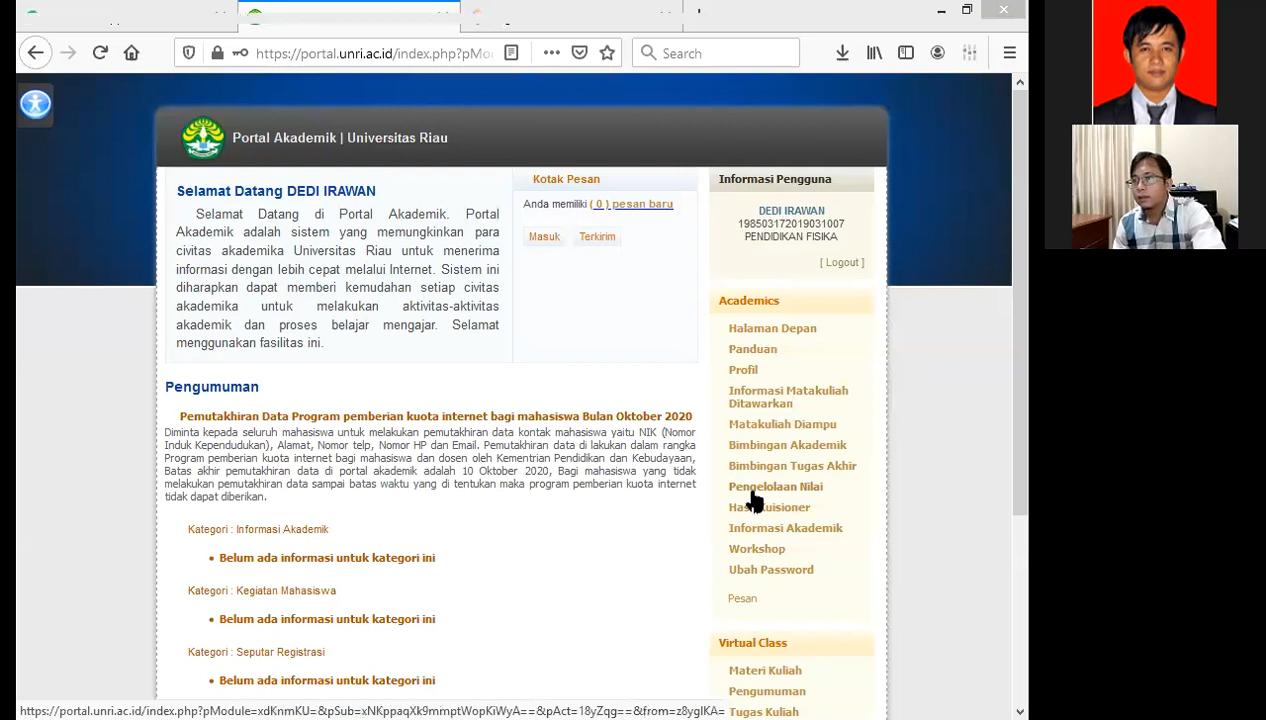 https://portal.unri.ac.id/index.php?pMo
Search
Portal Akademik | Universitas Riau
Selamat Datang DEDI IRAWAN
Selamat Datang di Portal Akademik. Portal
Akademik adalah sistem yang memungkinkan para
civitas akademika Universitas Riau untuk menerima
informasi dengan lebih cepat melalui Internet. Sistem ini
diharapkan dapat memberi kemudahan setiap civitas
akademika untuk melakukan aktivitas-aktivitas
akademik dan proses belajar mengajar. Selamat
menggunakan fasilitas ini.
Kotak Pesan
Anda memiliki ( 0 ) pesan baru
Masuk Terkirim
Pengumuman
Pemutakhiran Data Program pemberian kuota internet bagi mahasiswa Bulan Oktober 2020
Diminta kepada seluruh mahasiswa untuk melakukan pemutakhiran data kontak mahasiswa yaitu NIK (Nomor
Induk Kependudukan), Alamat, Nomor telp, Nomor HP dan Email. Pemutakhiran data di lakukan dalam rangka
Program pemberian kuota internet bagi mahasiswa dan dosen oleh Kementrian Pendidikan dan Kebudayaan,
Batas akhir pemutakhiran data di portal akademik adalah 10 Oktober 2020, Bagi mahasiswa yang tidak
melakukan pemutakhiran data sampai batas waktu yang di tentukan maka program pemberian kuota internet
tidak dapat diberikan.
Kategori : Informasi Akademik
• Belum ada informasi untuk kategori ini
Kategori : Kegiatan Mahasiswa
• Belum ada informasi untuk kategori ini
Kategori : Seputar Registrasi
• Belum ada informasi untuk kategori ini
Informasi Pengguna
DEDI IRAWAN
198503172019031007
PENDIDIKAN FISIKA
[ Logout ]
Academics
Halaman Depan
Panduan
Profil
Informasi Matakuliah
Ditawarkan
Matakuliah Diampu
Bimbingan Akademik
Bimbingan Tugas Akhir
Pengelolaan Nilai
Has uisioner
Informasi Akademik
Workshop
Ubah Password
Pesan
Virtual Class
Materi Kuliah
Pengumuman
Tugas Kuliah
https://portal.unri.ac.id/index.php?pModule=xdKnmKU=&pSub=xNKppaqXk9mmptWopKiWyA==&pAct=18yZqg==&from=z8yglKA=